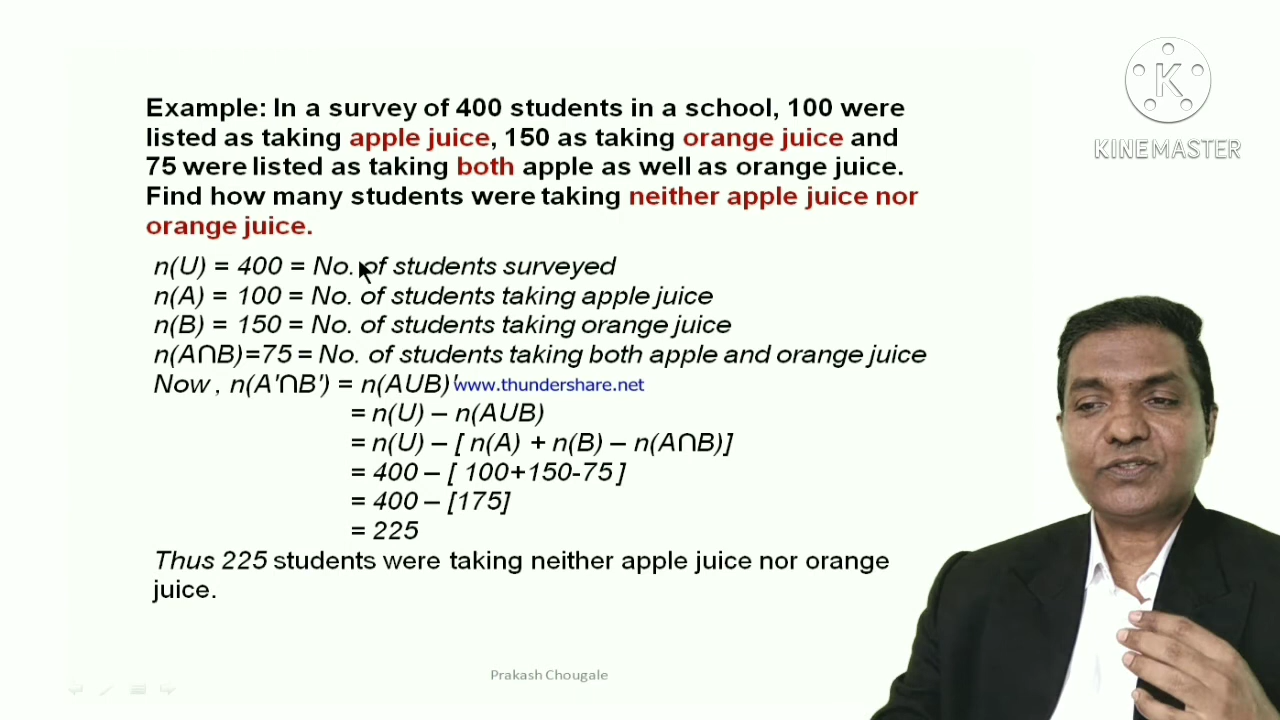 Example: In a survey of 400 students in a school, 100 were
listed as taking apple juice, 150 as taking orange juice and
75 were listed as taking both apple as well as orange juice.
Find how many students were taking neither apple juice nor
orange juice.
n(U) = 400 = No. of students surveyed
n(A) = 100 = No. of students taking apple juice
n(B) = 150 = No. of students taking orange juice
n(A∩B)=75 = No. of students taking both apple and orange juice
Now , n(A'∩B') = n(AUB)' www.thundershare.net
= n(U) – n(AUB)
= n(U) – [ n(A) + n(B) – n(A∩B)]
= 400 – [ 100+150-75 ]
= 400 – [175]
= 225
Thus 225 students were taking neither apple juice nor orange
juice.
Prakash Chougale
K
KINEMASTER